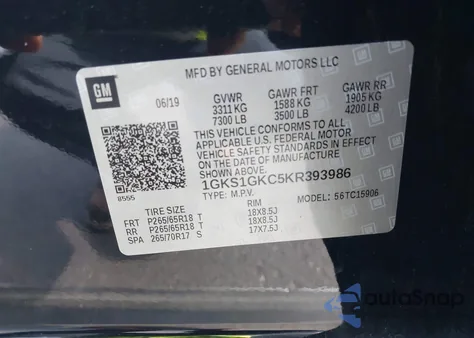 MFD BY GENERAL MOTORS LLC
GM
06/19 GVWR GAWR FRT GAWR RR
3311 KG 1588 KG 1905 KG
7300 LB 3500 LB 4200 LB
THIS VEHICLE CONFORMS TO ALL
APPLICABLE U.S. FEDERAL MOTOR
VEHICLE SAFETY STANDARDS IN EFFECT
ON THE DATE OF MANUFACTURE SHOWN ABOVE.
1GKS1GKC5KR393986
8555 TYPE: M.P.V. MODEL: 56TC15906
TIRE SIZE RIM
FRT P265/65R18 T 18X8.5J
RR P265/65R18 T 18X8.5J
SPA 265/70R17 S 17X7.5J
autoSnap